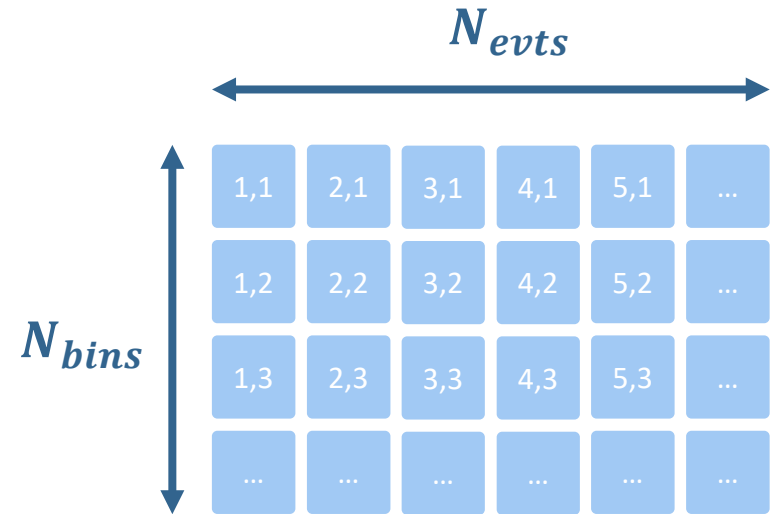 N_evts
1,1 2,1 3,1 4,1 5,1 ...
1,2 2,2 3,2 4,2 5,2 ...
1,3 2,3 3,3 4,3 5,3 ...
N_bins
... ... ... ... ... ...